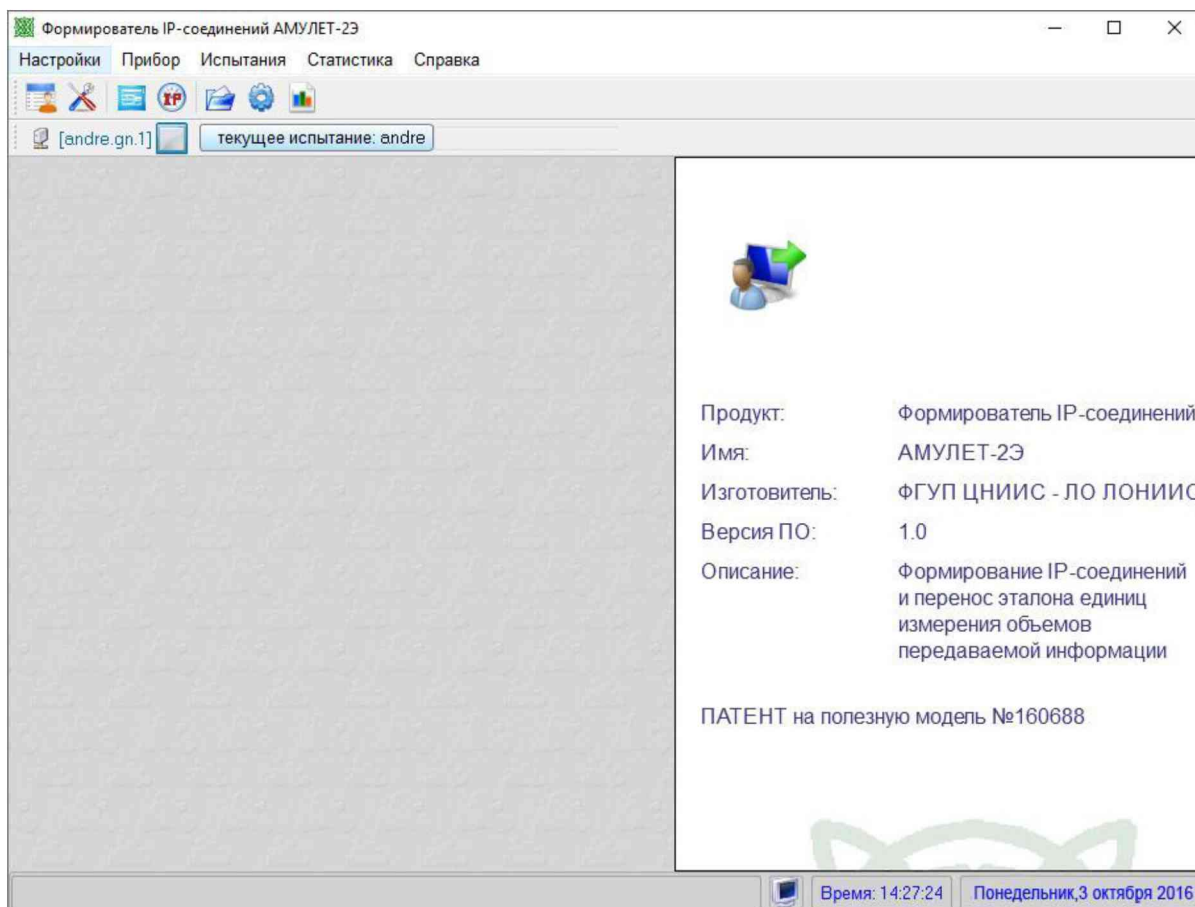 Формирователь IP-соединений АМУЛЕТ-2Э
Настройки Прибор Испытания Статистика Справка
IP
[andre.gn.1] текущее испытание: andre
Продукт: Формирователь IP-соединений
Имя: АМУЛЕТ-2Э
Изготовитель: ФГУП ЦНИИС - ЛО ЛОНИИС
Версия ПО: 1.0
Описание: Формирование IP-соединений
и перенос эталона единиц
измерения объемов
передаваемой информации
ПАТЕНТ на полезную модель №160688
Время: 14:27:24 Понедельник,3 октября 2016